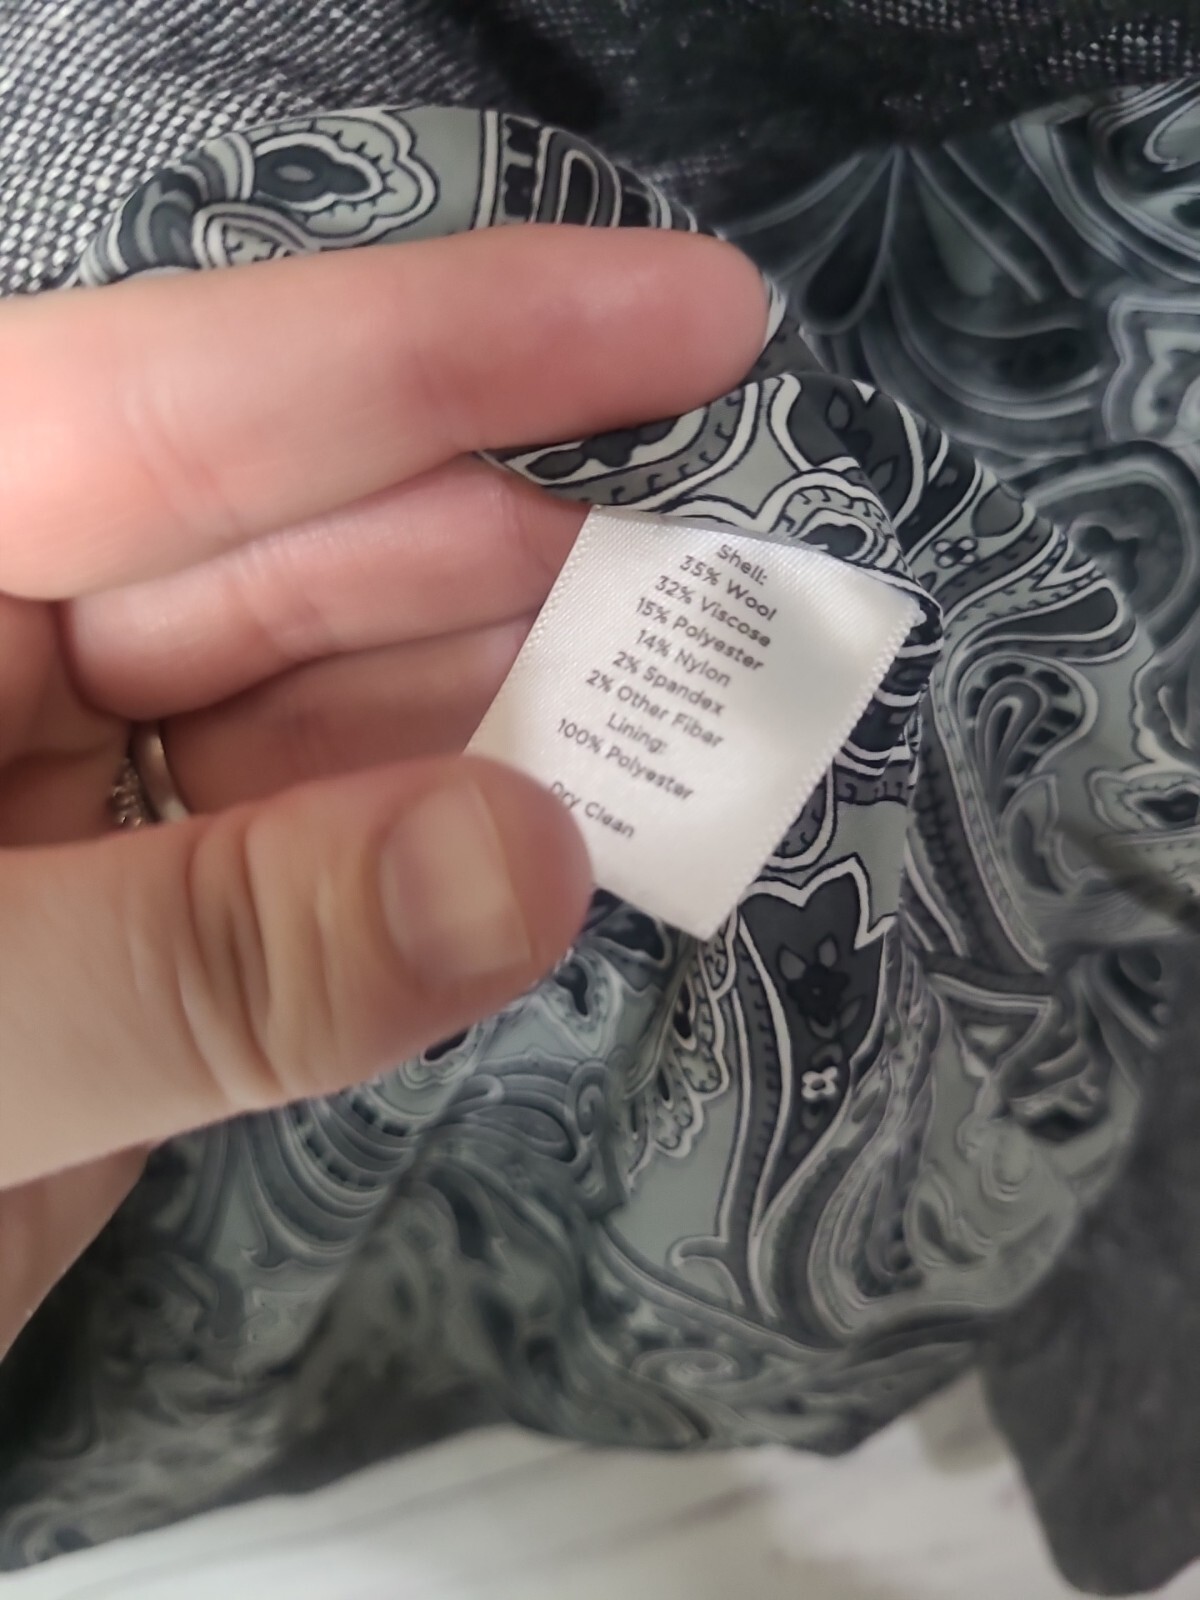 Shell:
35% Wool
32% Viscose
15% Polyester
14% Nylon
2% Spandex
2% Other Fiber
Lining:
100% Polyester
Dry Clean